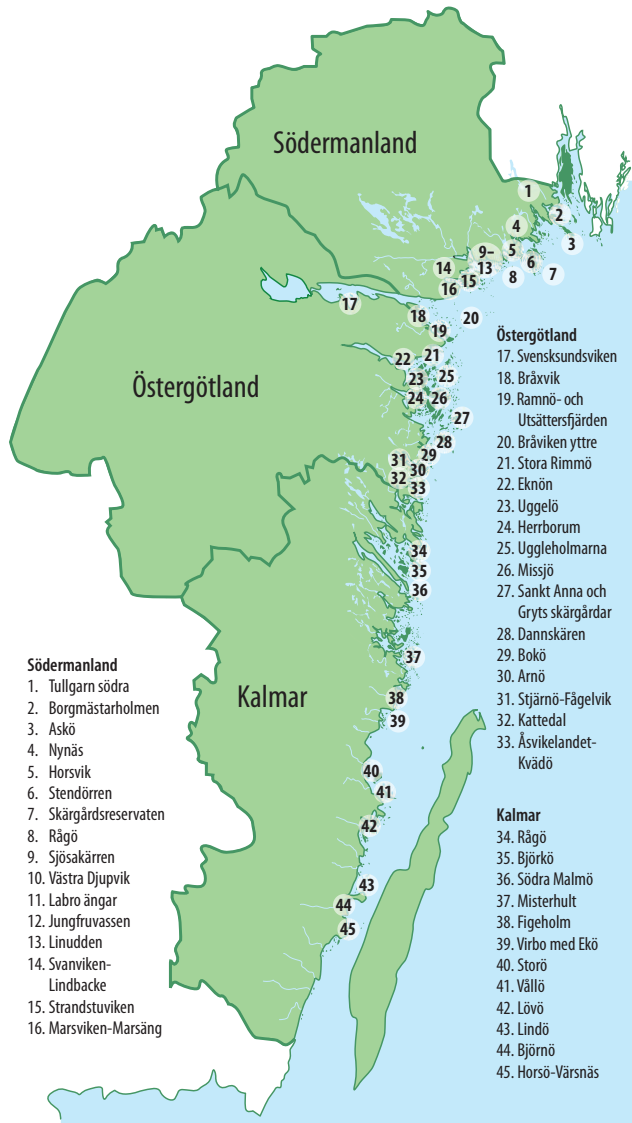 Södermanland
1
2
4
3
9–
5
6
14
13
7
15
8
16
17
18
20
19
Östergötland
22
21
23
25
24
26
27
28
29
31
30
32
33
34
35
36
37
Kalmar
38
39
40
41
42
43
44
45
Östergötland
17. Svensksundsviken
18. Bråxvik
19. Ramnö- och
Utsättersfjärden
20. Bråviken yttre
21. Stora Rimmö
22. Eknön
23. Uggelö
24. Herrborum
25. Uggleholmarna
26. Missjö
27. Sankt Anna och
Gryts skärgårdar
28. Dannskären
29. Bokö
30. Arnö
31. Stjärnö-Fågelvik
32. Kattedal
33. Åsvikelandet-
Kvädö
Södermanland
1. Tullgarn södra
2. Borgmästarholmen
3. Askö
4. Nynäs
5. Horsvik
6. Stendörren
7. Skärgårdsreservaten
8. Rågö
9. Sjösakärren
10. Västra Djupvik
11. Labro ängar
12. Jungfruvassen
13. Linudden
14. Svanviken-
Lindbacke
15. Strandstuviken
16. Marsviken-Marsäng
Kalmar
34. Rågö
35. Björkö
36. Södra Malmö
37. Misterhult
38. Figeholm
39. Virbo med Ekö
40. Storö
41. Vållö
42. Lövö
43. Lindö
44. Björnö
45. Horsö-Värsnäs